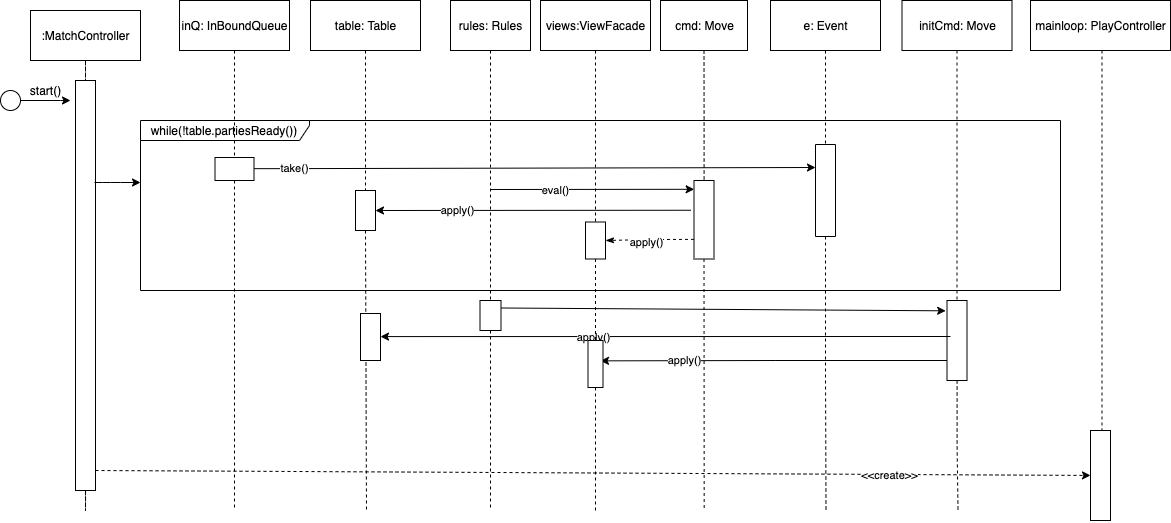 :MatchController
inQ: InBoundQueue
table: Table
rules: Rules
views:ViewFacade
cmd: Move
e: Event
initCmd: Move
mainloop: PlayController
start()
while(!table.partiesReady())
take()
eval()
apply()
apply()
apply()
apply()
<<create>>